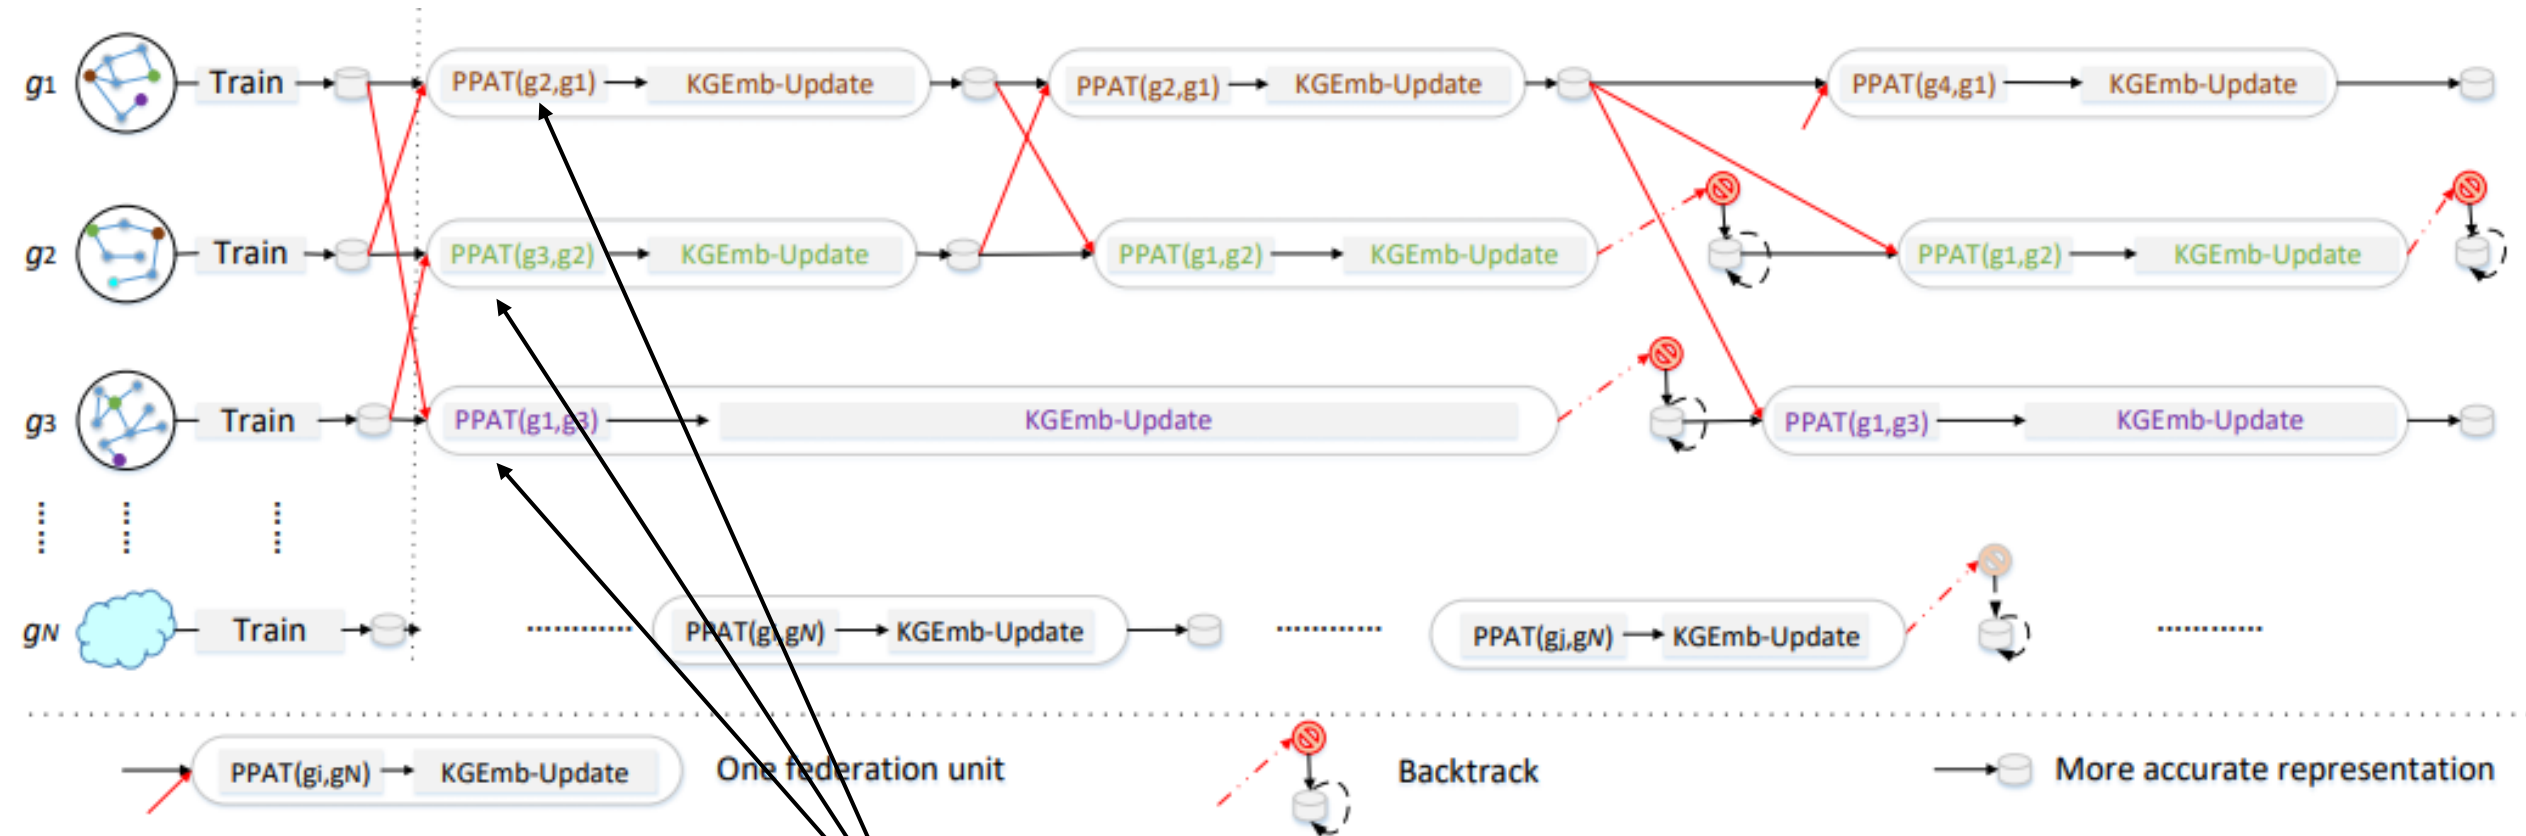 g1 Train PPAT(g2,g1) KGEmb-Update PPAT(g2,g1) KGEmb-Update PPAT(g4,g1) KGEmb-Update
g2 Train PPAT(g3,g2) KGEmb-Update PPAT(g1,g2) KGEmb-Update PPAT(g1,g2) KGEmb-Update
g3 Train PPAT(g1,g3) KGEmb-Update PPAT(g1,g3) KGEmb-Update
gN Train PPAT(gi,gN) KGEmb-Update PPAT(gj,gN) KGEmb-Update
PPAT(gi,gN) KGEmb-Update One federation unit Backtrack More accurate representation